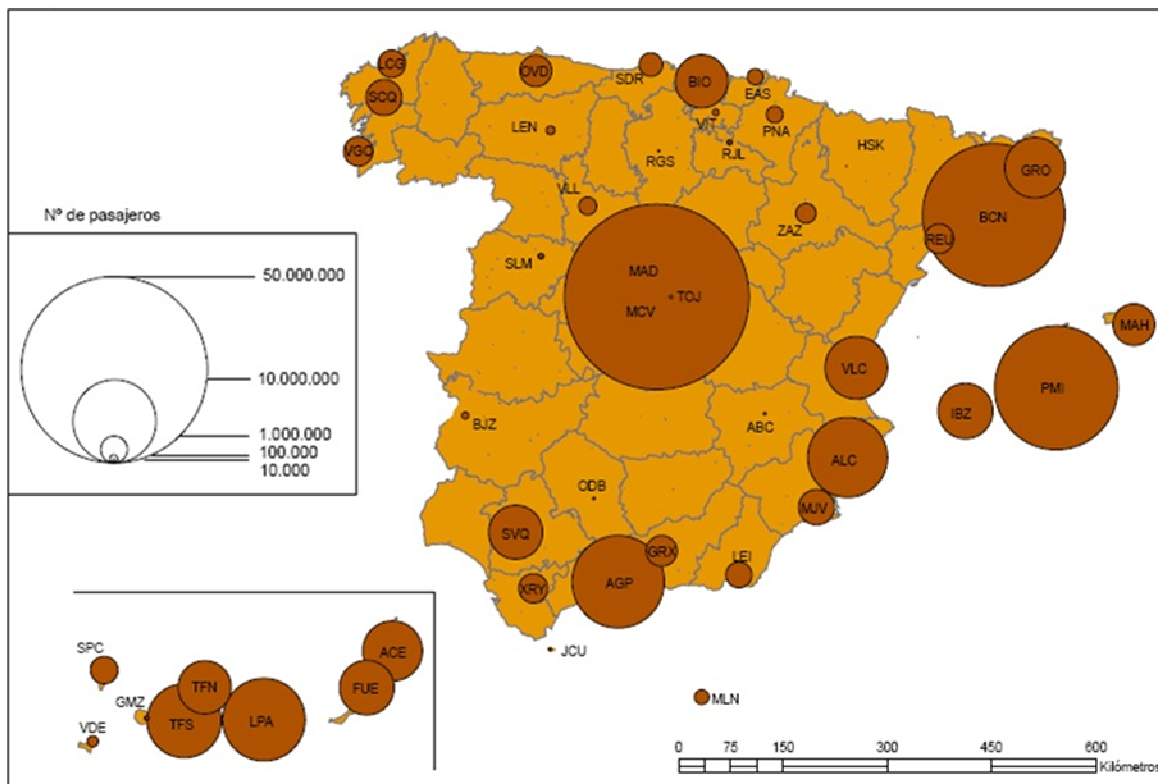 LCG
OVD
SDR
BIO
EAS
SCQ
LEN
VIT
PNA
VGO
RGS
RJL
HSK
GRO
VLL
Nº de pasajeros
ZAZ
BCN
REU
SLM
MAD
TOJ
MCV
50.000.000
10.000.000
1.000.000
100.000
10.000
MAH
VLC
PMI
IBZ
BJZ
ABC
ALC
ODB
MJV
SVQ
GRX
LEI
AGP
XRY
JCU
SPC
ACE
TFN
FUE
GMZ
TFS
LPA
VDE
MLN
0 75 150 300 450 600
Kilómetros